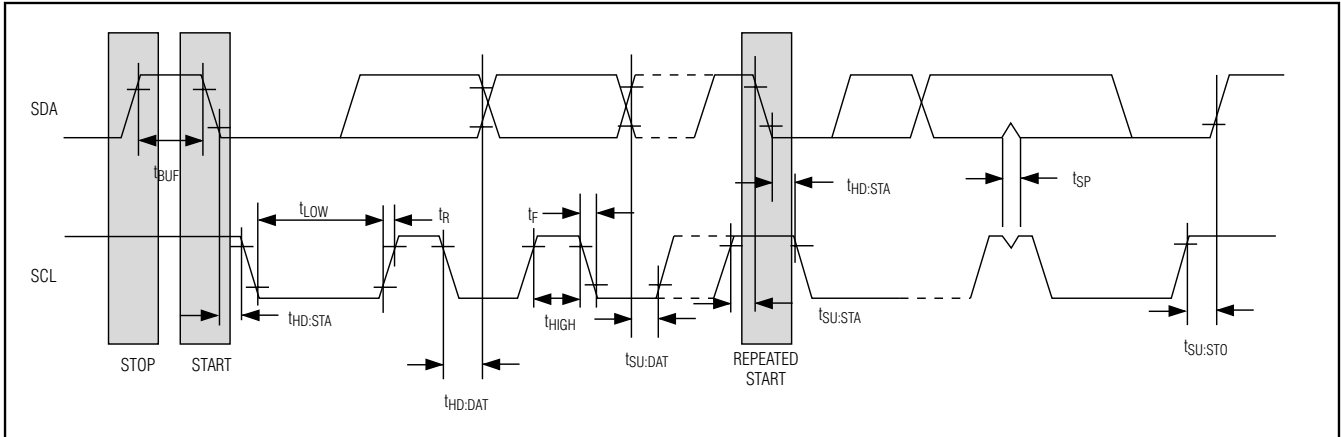 SDA
tBUF
tHD:STA
tSP
tLOW
tR
tF
SCL
tHD:STA
tHIGH
tSU:STA
tSU:DAT
tSU:STO
STOP
START
REPEATED
START
tHD:DAT